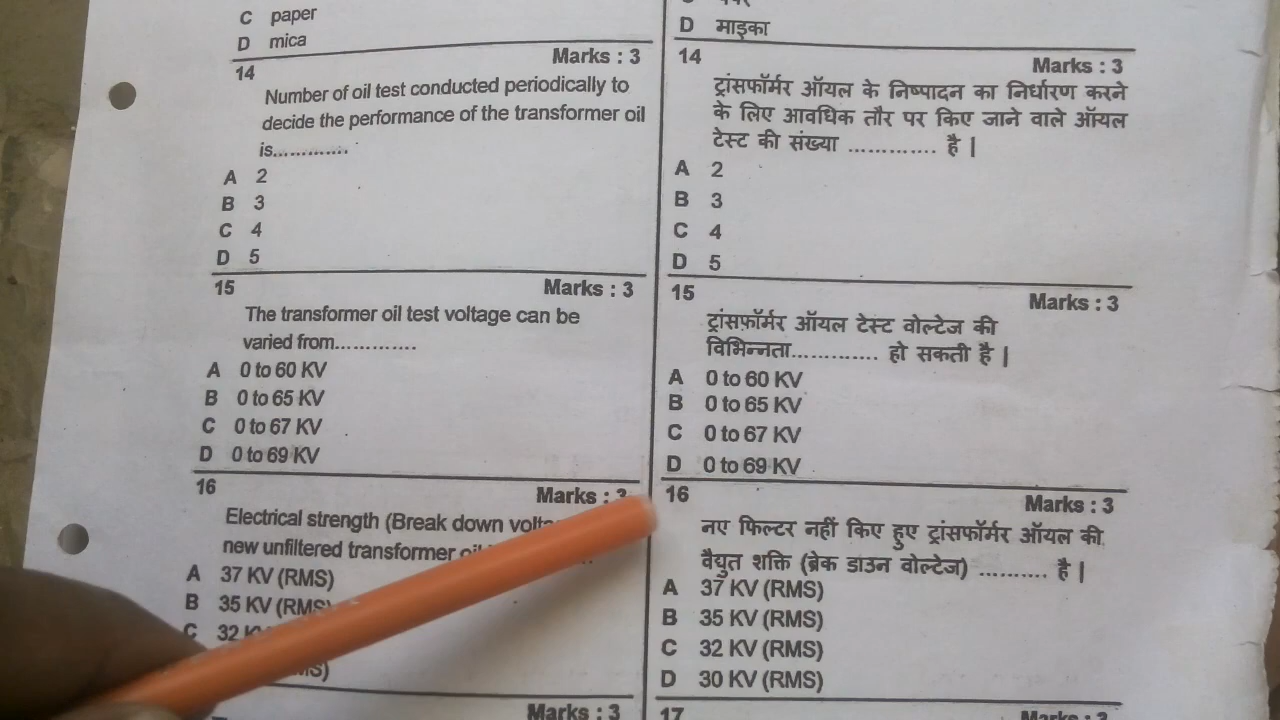 C paper
D mica
Marks : 3
14
Number of oil test conducted periodically to
decide the performance of the transformer oil
is.............
A 2
B 3
C 4
D 5
15 Marks : 3
The transformer oil test voltage can be
varied from.............
A 0 to 60 KV
B 0 to 65 KV
C 0 to 67 KV
D 0 to 69 KV
16 Marks : 3
Electrical strength (Break down
new unfiltered transformer
A 37 KV (RMS)
B 35 KV (RMS)
C 32
Marks : 3
D माइका
14 Marks : 3
ट्रांसफॉर्मर ऑयल के निष्पादन का निर्धारण करने
के लिए आवधिक तौर पर किए जाने वाले ऑयल
टेस्ट की संख्या ............. है |
A 2
B 3
C 4
D 5
15 Marks : 3
ट्रांसफ़ॉर्मर ऑयल टेस्ट वोल्टेज की
विभिन्नता............. हो सकती है |
A 0 to 60 KV
B 0 to 65 KV
C 0 to 67 KV
D 0 to 69 KV
16 Marks : 3
नए फिल्टर नहीं किए हुए ट्रांसफॉर्मर ऑयल की
वैद्युत शक्ति (ब्रेक डाउन वोल्टेज) .......... है |
A 37 KV (RMS)
B 35 KV (RMS)
C 32 KV (RMS)
D 30 KV (RMS)
17 Marks : 3